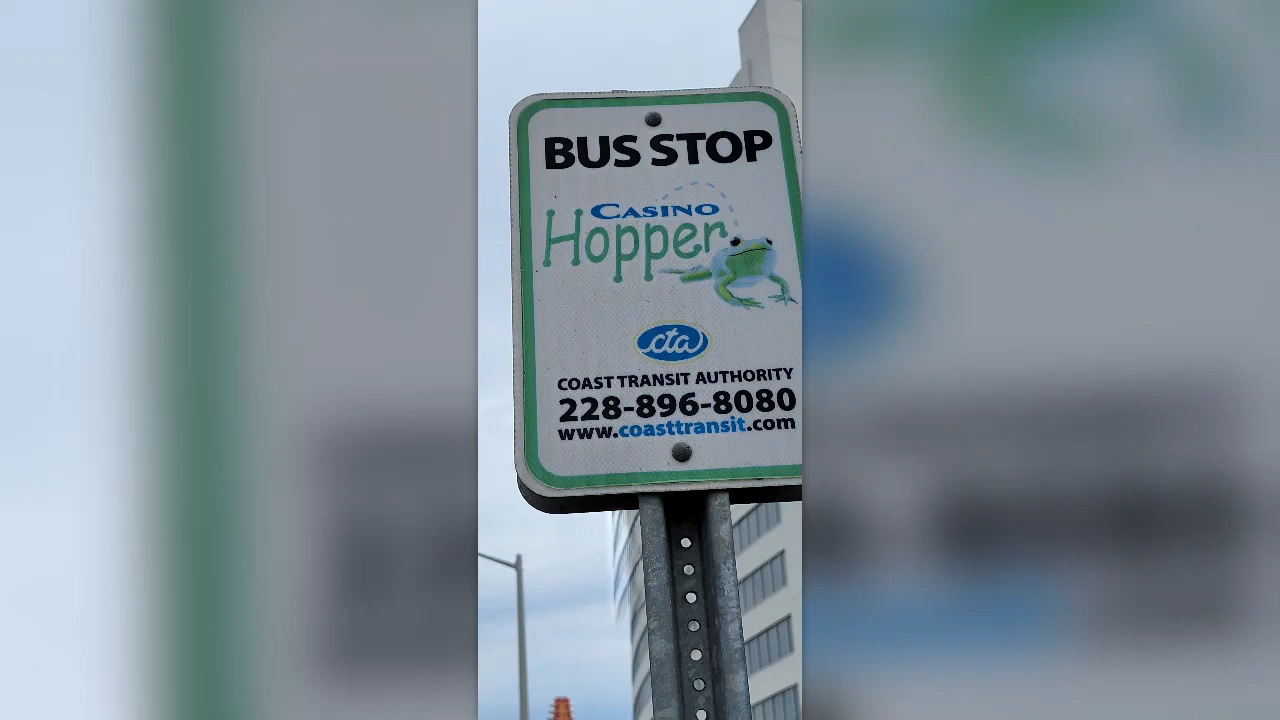 BUS STOP
CASINO
Hopper
cta
COAST TRANSIT AUTHORITY
228-896-8080
www.coasttransit.com